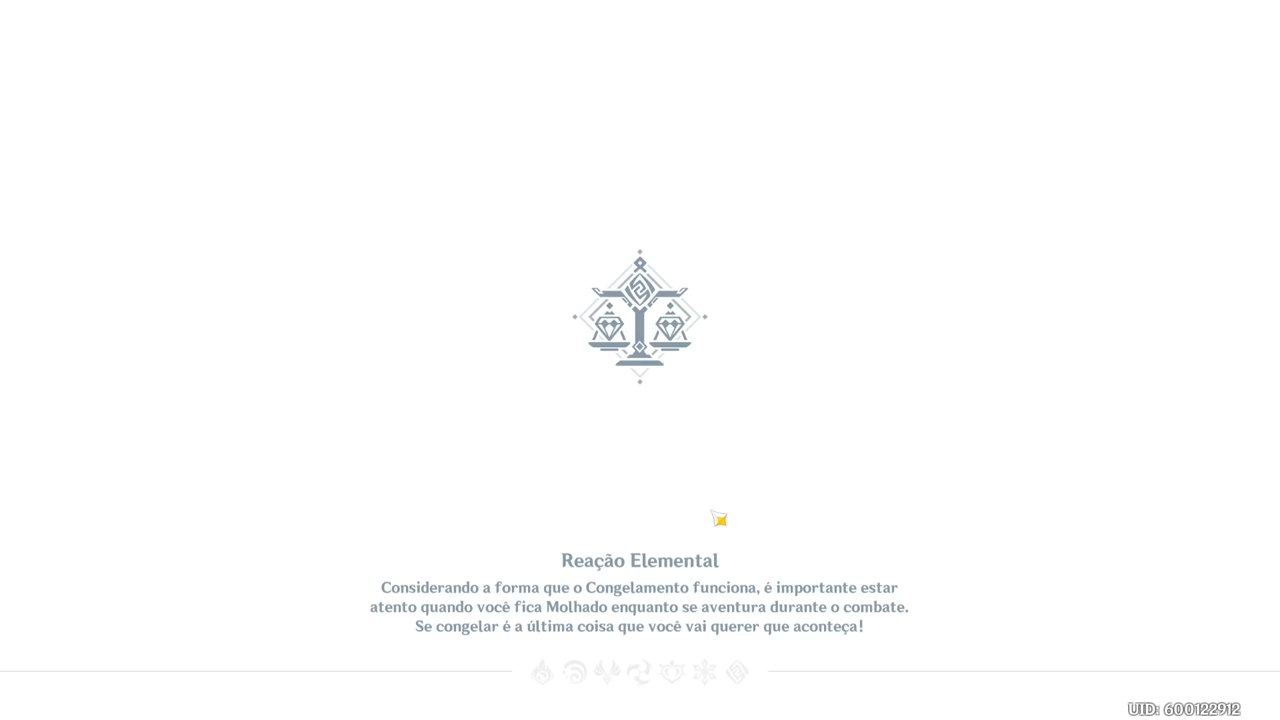 Reação Elemental
Considerando a forma que o Congelamento funciona, é importante estar
atento quando você fica Molhado enquanto se aventura durante o combate.
Se congelar é a última coisa que você vai querer que aconteça!
UID: 600122912